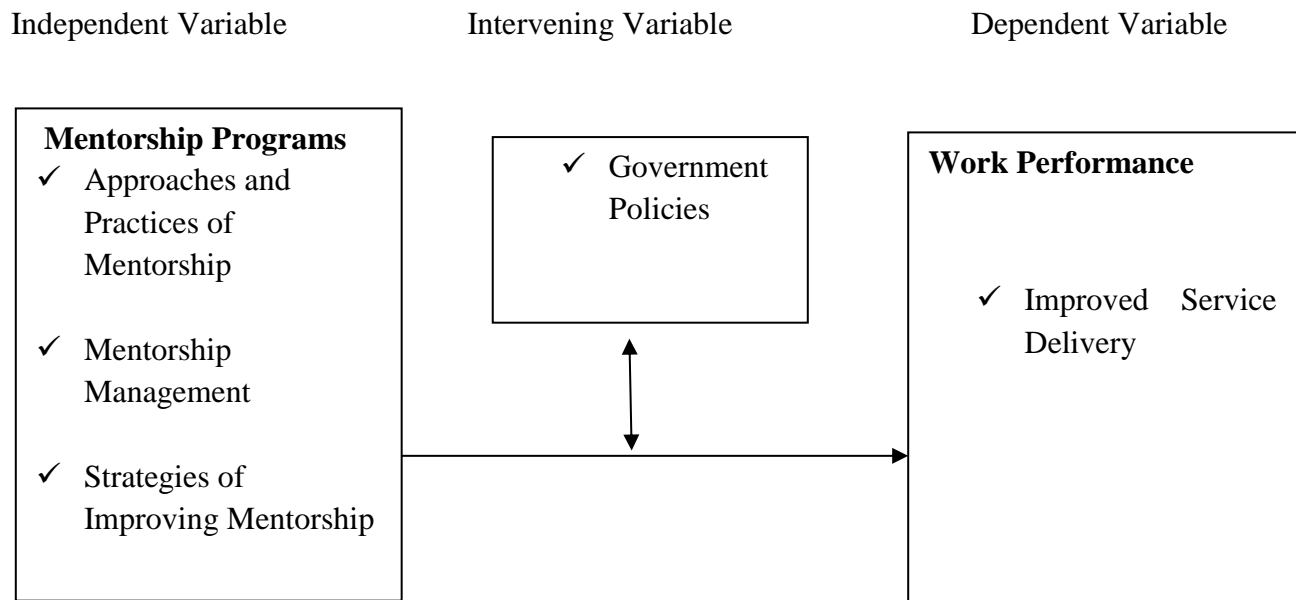 Independent Variable
Intervening Variable
Dependent Variable
Mentorship Programs
✓ Approaches and
Practices of
Mentorship
✓ Mentorship
Management
✓ Strategies of
Improving Mentorship
✓ Government
Policies
Work Performance
✓ Improved Service
Delivery